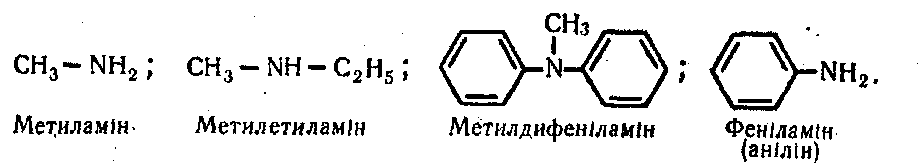 CH₃
CH₃—NH₂; CH₃—NH—C₂H₅; N ; NH₂.
Метиламін Метилетиламін Метилдифеніламін Феніламін
(анілін)